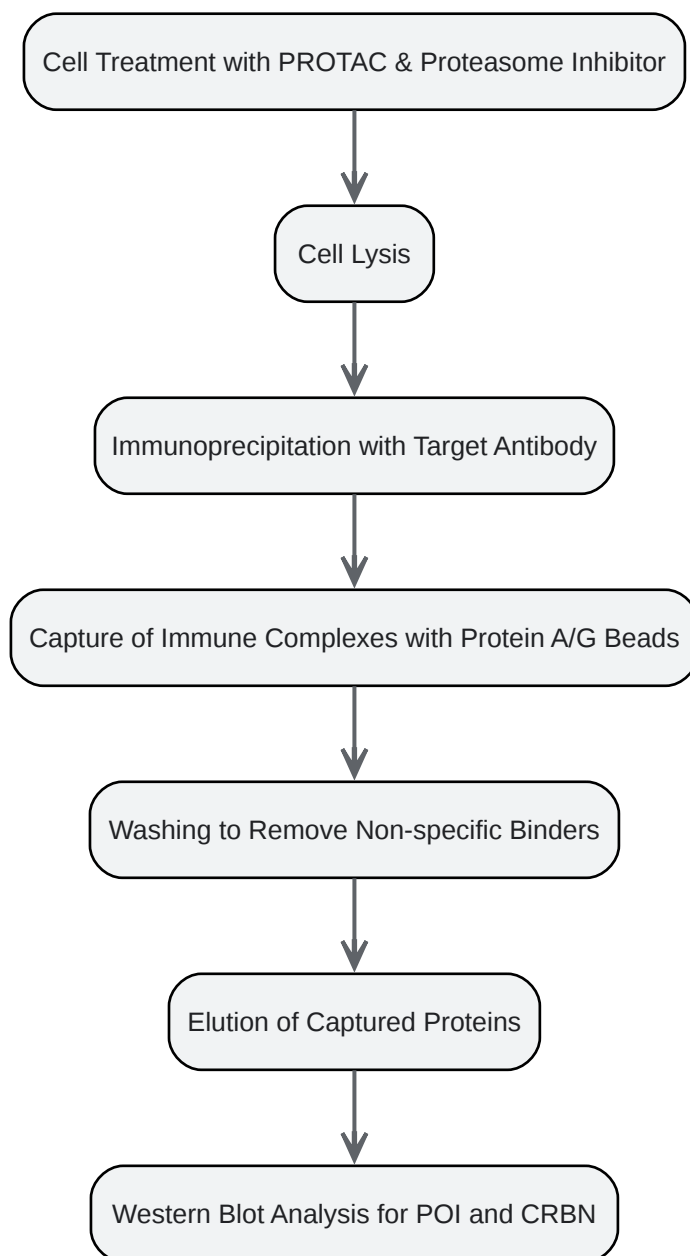 Cell Treatment with PROTAC & Proteasome Inhibitor
Cell Lysis
Immunoprecipitation with Target Antibody
Capture of Immune Complexes with Protein A/G Beads
Washing to Remove Non-specific Binders
Elution of Captured Proteins
Western Blot Analysis for POI and CRBN